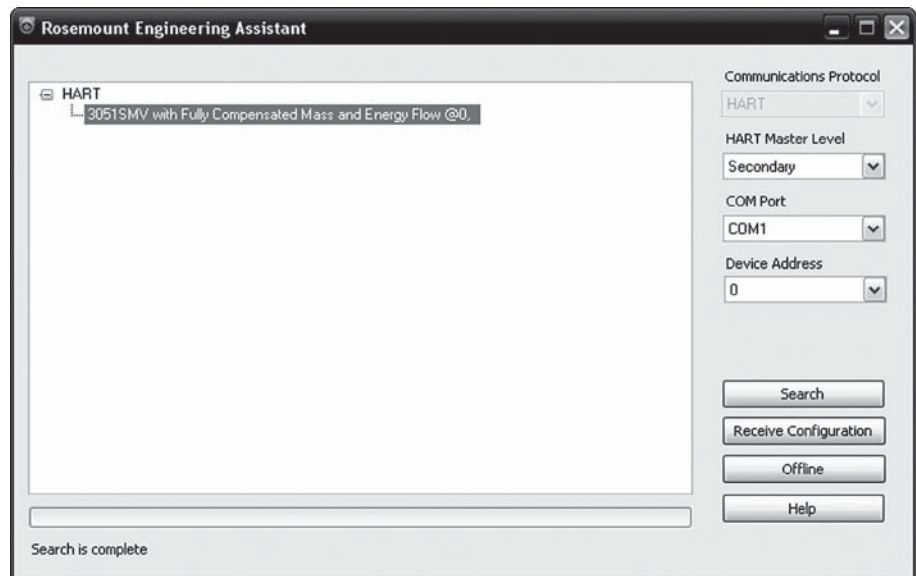 Rosemount Engineering Assistant
HART
3051SMV with Fully Compensated Mass and Energy Flow @0,
Communications Protocol
HART
HART Master Level
Secondary
COM Port
COM1
Device Address
0
Search
Receive Configuration
Offline
Help
Search is complete